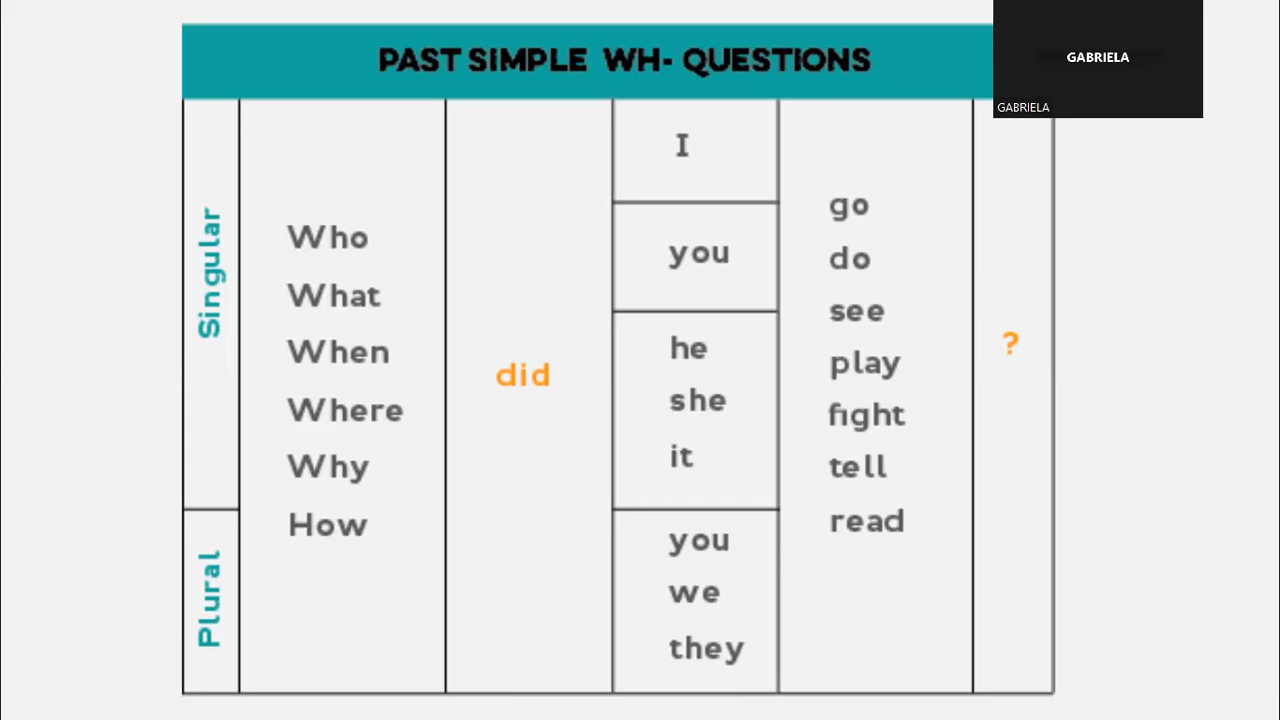 PAST SIMPLE WH- QUESTIONS
GABRIELA
GABRIELA
Singular
Plural
Who
What
When
Where
Why
How
did
I
you
he
she
it
you
we
they
go
do
see
play
fight
tell
read
?